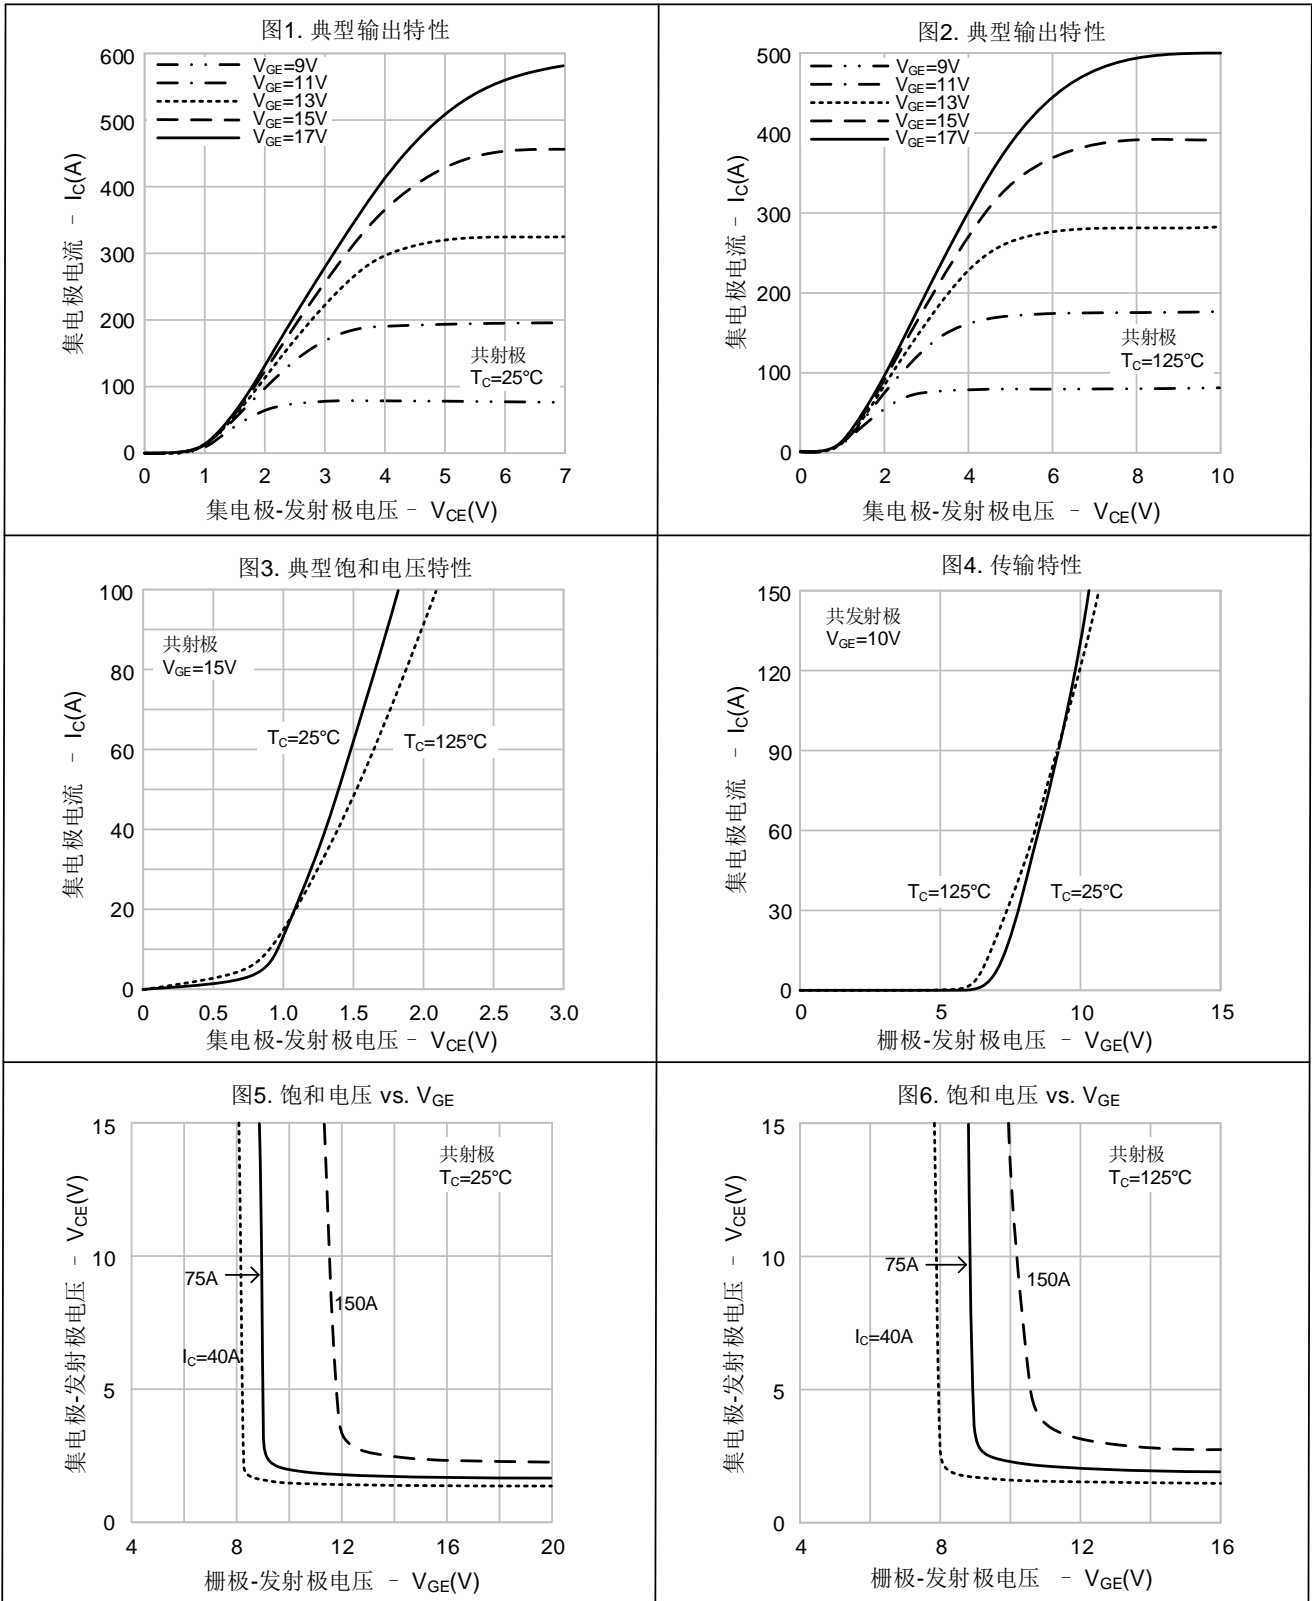 图1. 典型输出特性
V_GE=9V
V_GE=11V
V_GE=13V
V_GE=15V
V_GE=17V
集电极电流 - I_C(A)
600
500
400
300
200
100
0
共射极
T_C=25°C
0 1 2 3 4 5 6 7
集电极-发射极电压 - V_CE(V)
图2. 典型输出特性
V_GE=9V
V_GE=11V
V_GE=13V
V_GE=15V
V_GE=17V
集电极电流 - I_C(A)
500
400
300
200
100
0
共射极
T_C=125°C
0 2 4 6 8 10
集电极-发射极电压 - V_CE(V)
图3. 典型饱和电压特性
共射极
V_GE=15V
集电极电流 - I_C(A)
100
80
60
40
20
0
T_C=25°C
T_C=125°C
0 0.5 1.0 1.5 2.0 2.5 3.0
集电极-发射极电压 - V_CE(V)
图4. 传输特性
共发射极
V_GE=10V
集电极电流 - I_C(A)
150
120
90
60
30
0
T_C=125°C
T_C=25°C
0 5 10 15
栅极-发射极电压 - V_GE(V)
图5. 饱和电压 vs. V_GE
共射极
T_C=25°C
集电极-发射极电压 - V_CE(V)
15
10
5
0
75A
150A
I_C=40A
4 8 12 16 20
栅极-发射极电压 - V_GE(V)
图6. 饱和电压 vs. V_GE
共射极
T_C=125°C
集电极-发射极电压 - V_CE(V)
15
10
5
0
75A
150A
I_C=40A
4 8 12 16
栅极-发射极电压 - V_GE(V)